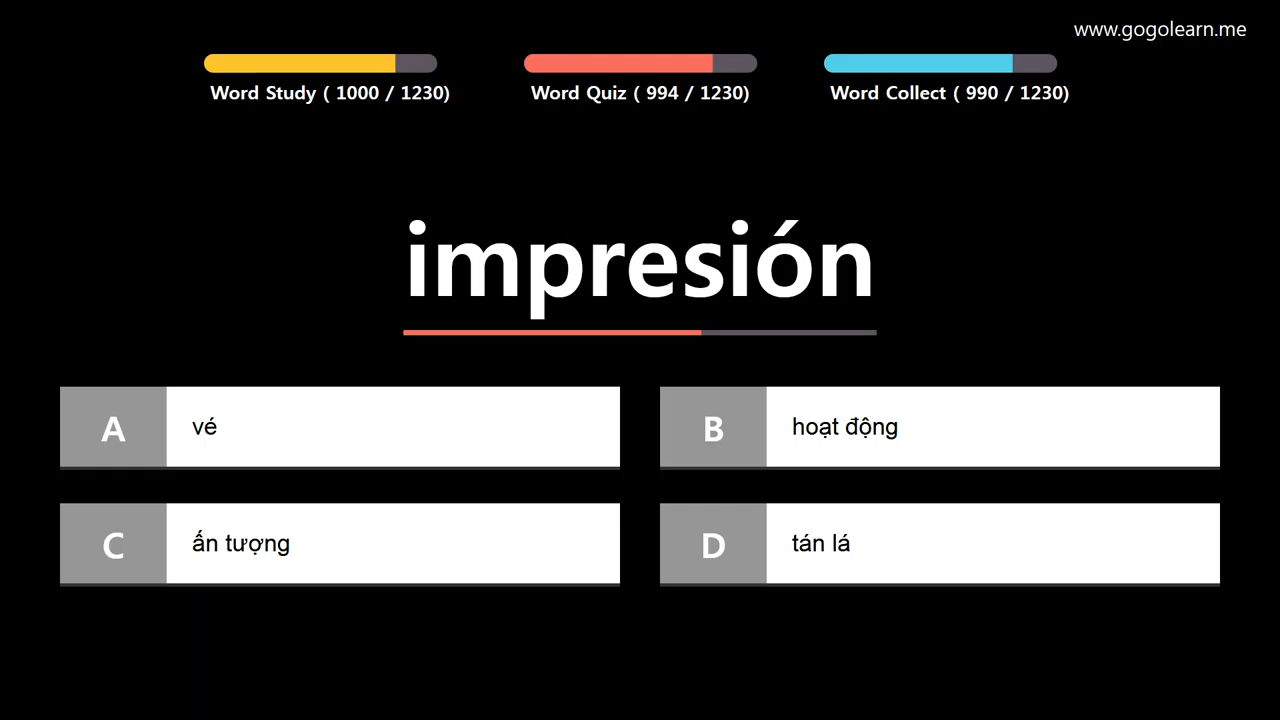 www.gogolearn.me
Word Study ( 1000 / 1230)
Word Quiz ( 994 / 1230)
Word Collect ( 990 / 1230)
impresión
A
vé
B
hoạt động
C
ấn tượng
D
tán lá